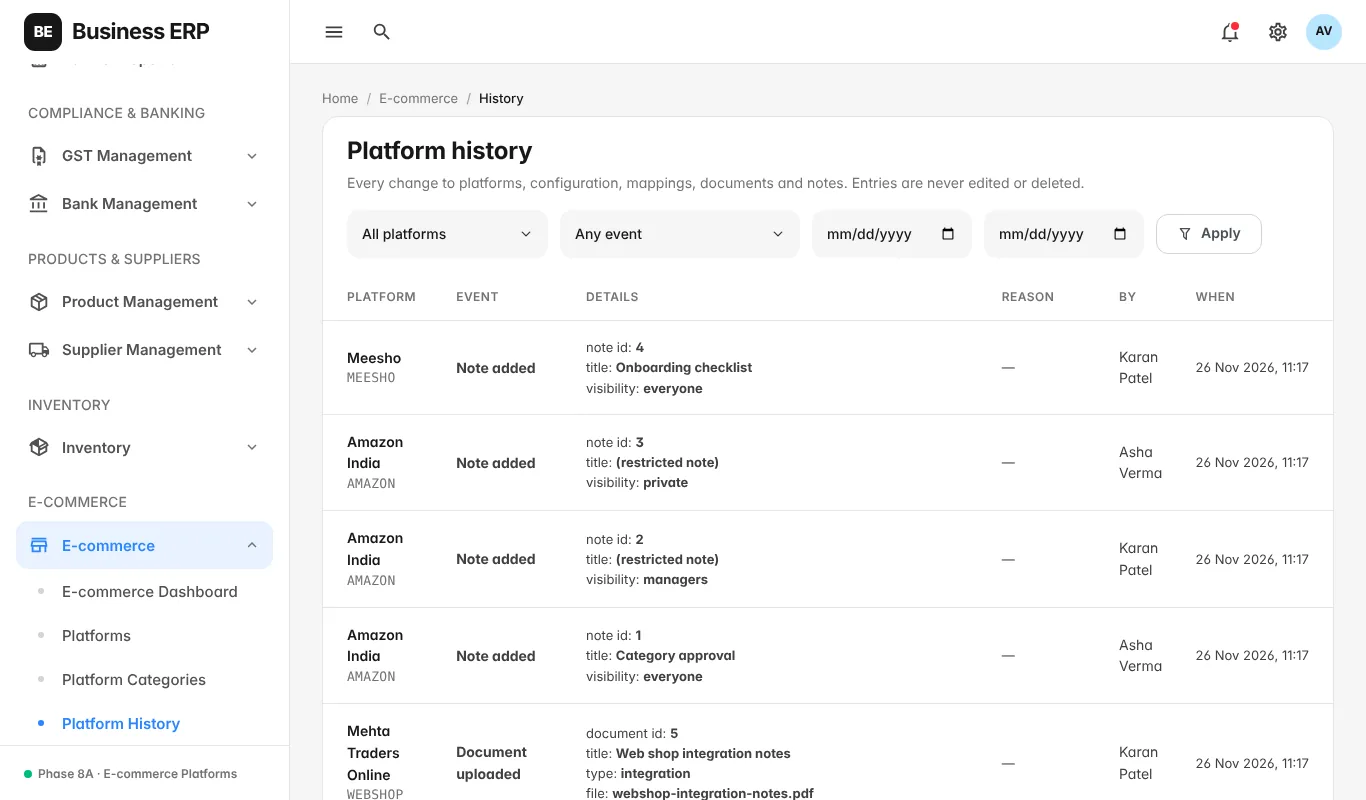 BE Business ERP
COMPLIANCE & BANKING
GST Management
Bank Management
PRODUCTS & SUPPLIERS
Product Management
Supplier Management
INVENTORY
Inventory
E-COMMERCE
E-commerce
E-commerce Dashboard
Platforms
Platform Categories
Platform History
Phase 8A · E-commerce Platforms
AV
Home / E-commerce / History
Platform history
Every change to platforms, configuration, mappings, documents and notes. Entries are never edited or deleted.
All platforms Any event mm/dd/yyyy mm/dd/yyyy Apply
PLATFORM EVENT DETAILS REASON BY WHEN
Meesho
MEESHO
Note added
note id: 4
title: Onboarding checklist
visibility: everyone
—
Karan
Patel
26 Nov 2026, 11:17
Amazon
India
AMAZON
Note added
note id: 3
title: (restricted note)
visibility: private
—
Asha
Verma
26 Nov 2026, 11:17
Amazon
India
AMAZON
Note added
note id: 2
title: (restricted note)
visibility: managers
—
Karan
Patel
26 Nov 2026, 11:17
Amazon
India
AMAZON
Note added
note id: 1
title: Category approval
visibility: everyone
—
Asha
Verma
26 Nov 2026, 11:17
Mehta
Traders
Online
WEBSHOP
Document
uploaded
document id: 5
title: Web shop integration notes
type: integration
file: webshop-integration-notes.pdf
—
Karan
Patel
26 Nov 2026, 11:17